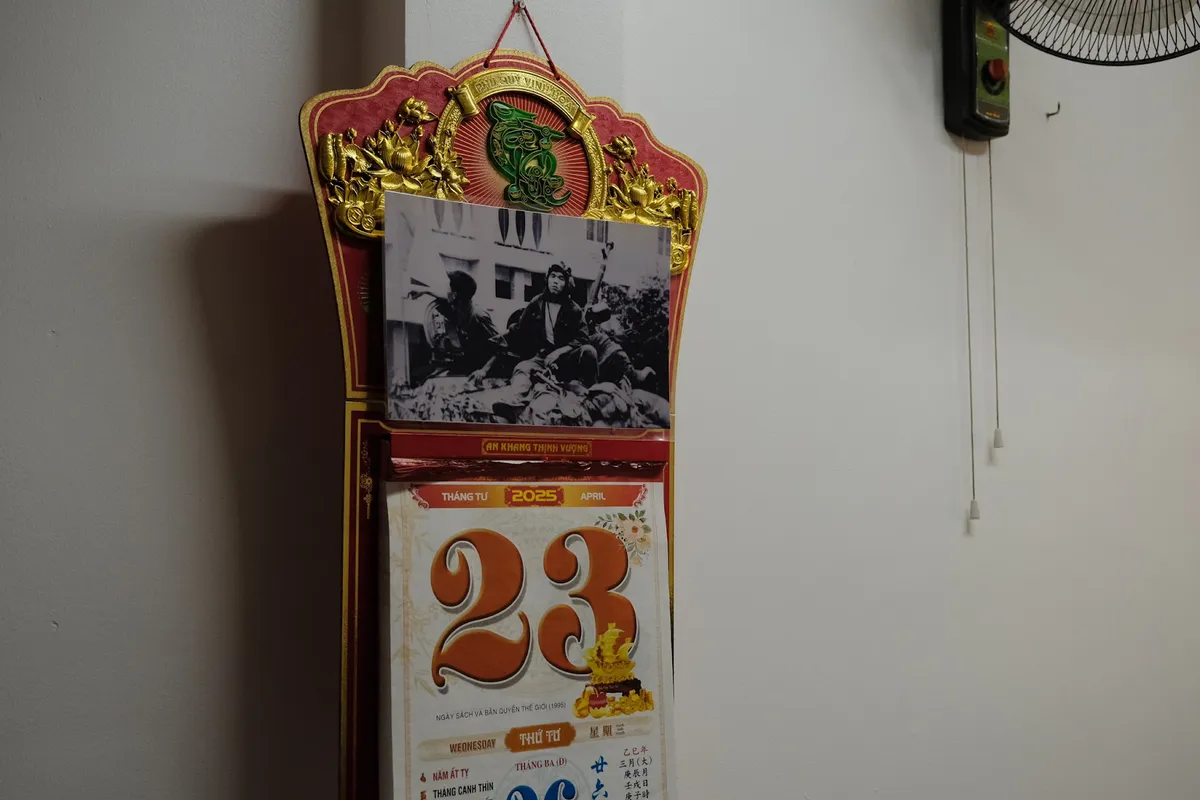 PHÚ QUÝ VINH HOA
AN KHANG THỊNH VƯỢNG
THÁNG TƯ 2025 APRIL
23
NGÀY SÁCH VÀ BẢN QUYỀN THẾ GIỚI (1995)
WEDNESDAY THỨ TƯ 星期三
NĂM ẤT TỴ
THÁNG CANH THÌN
THÁNG BA (Đ)
26
廿六
乙巳年
三月(火)
庚辰月
壬戌日
庚子時